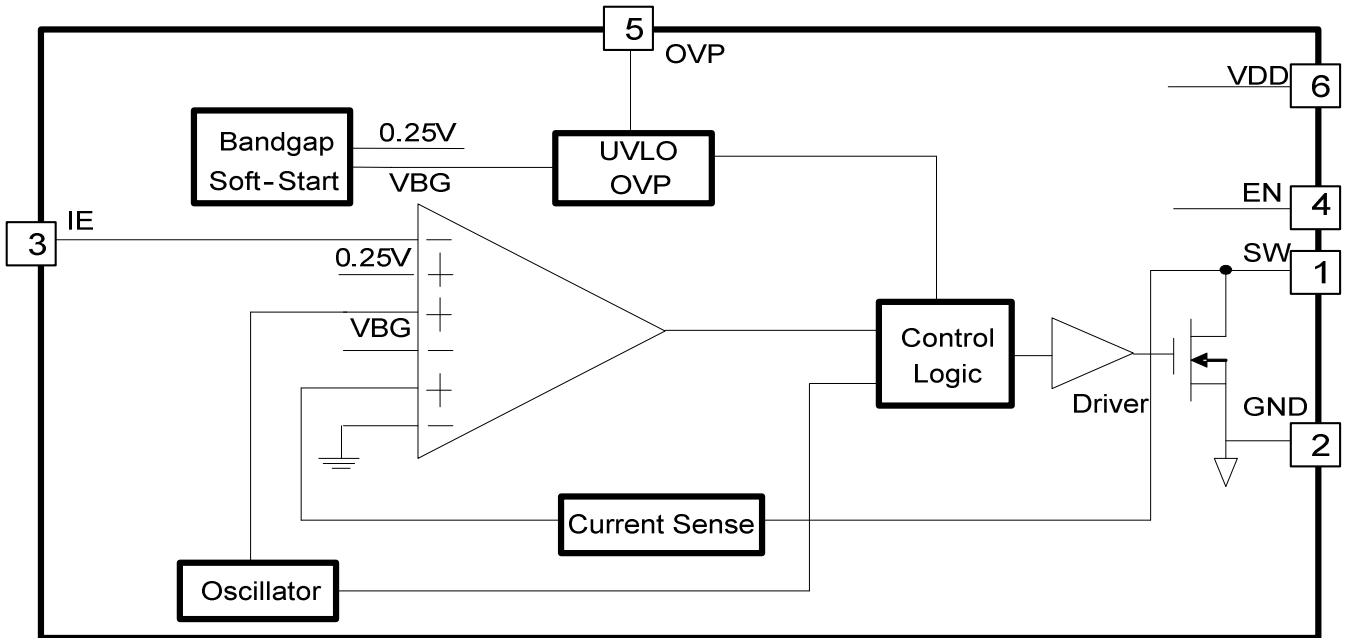 5
OVP
VDD
6
Bandgap
Soft-Start
0.25V
VBG
UVLO
OVP
EN
4
3
IE
SW
1
0.25V
VBG
Control
Logic
Driver
GND
2
Current Sense
Oscillator